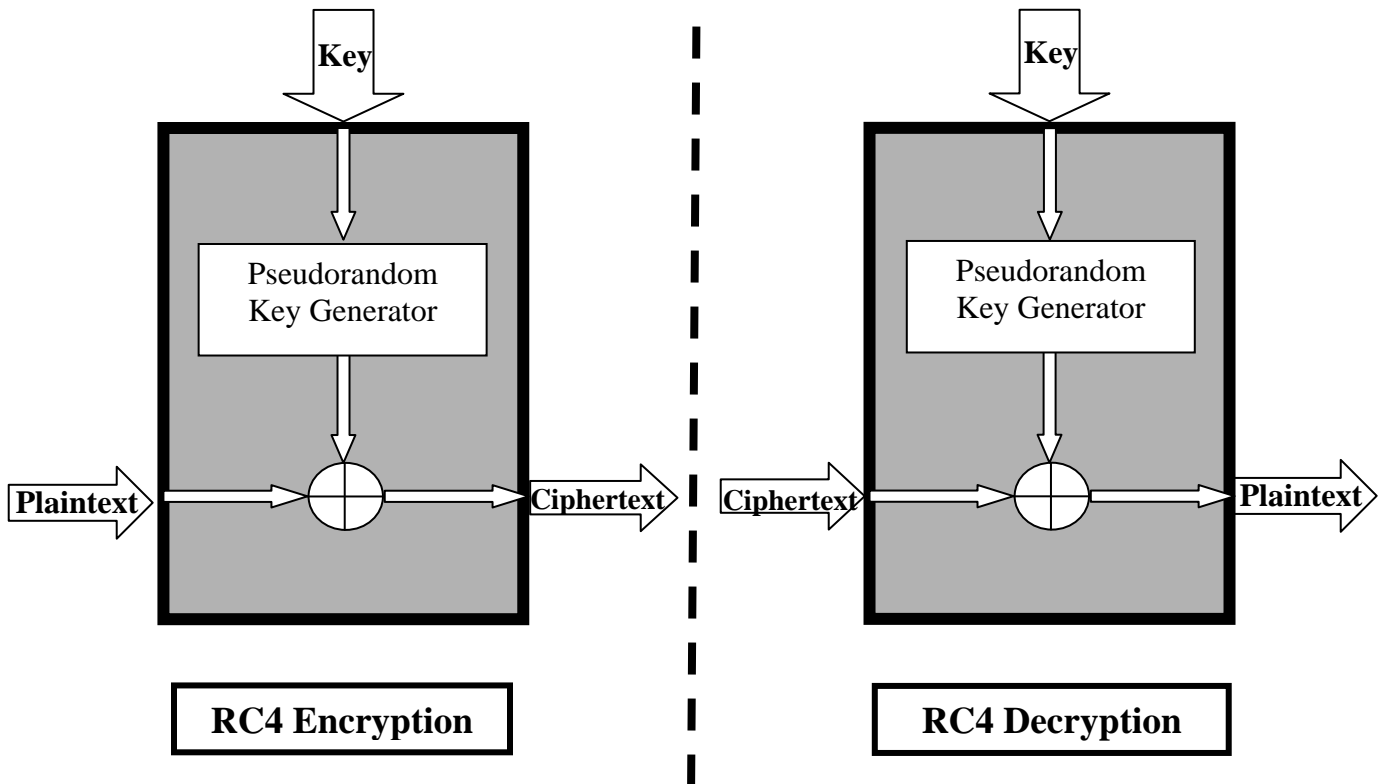 Key
Pseudorandom
Key Generator
Plaintext
Ciphertext
RC4 Encryption
Key
Pseudorandom
Key Generator
Ciphertext
Plaintext
RC4 Decryption